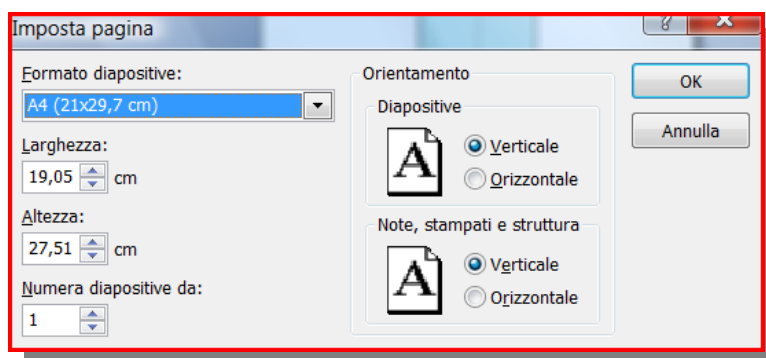 Imposta pagina
?
X
Formato diapositive:
A4 (21x29,7 cm)
Larghezza:
19,05 cm
Altezza:
27,51 cm
Numera diapositive da:
1
Orientamento
Diapositive
A
Verticale
Orizzontale
Note, stampati e struttura
A
Verticale
Orizzontale
OK
Annulla